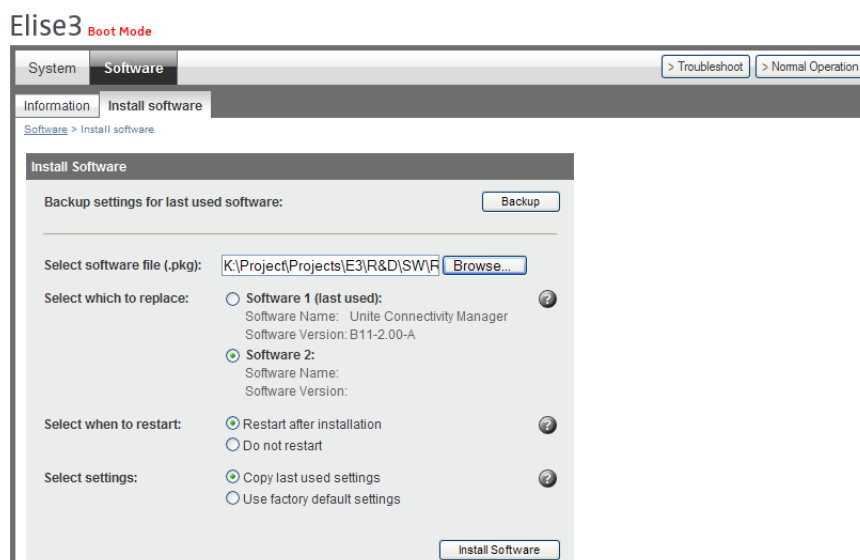 Elise3 Boot Mode
System Software > Troubleshoot > Normal Operation
Information Install software
Software > Install software
Install Software
Backup settings for last used software: Backup
Select software file (.pkg): K:\Project\Projects\E3\R&D\SW\R Browse...
Select which to replace: Software 1 (last used): ?
Software Name: Unite Connectivity Manager
Software Version: B11-2.00-A
Software 2:
Software Name:
Software Version:
Select when to restart: Restart after installation ?
Do not restart
Select settings: Copy last used settings ?
Use factory default settings
Install Software